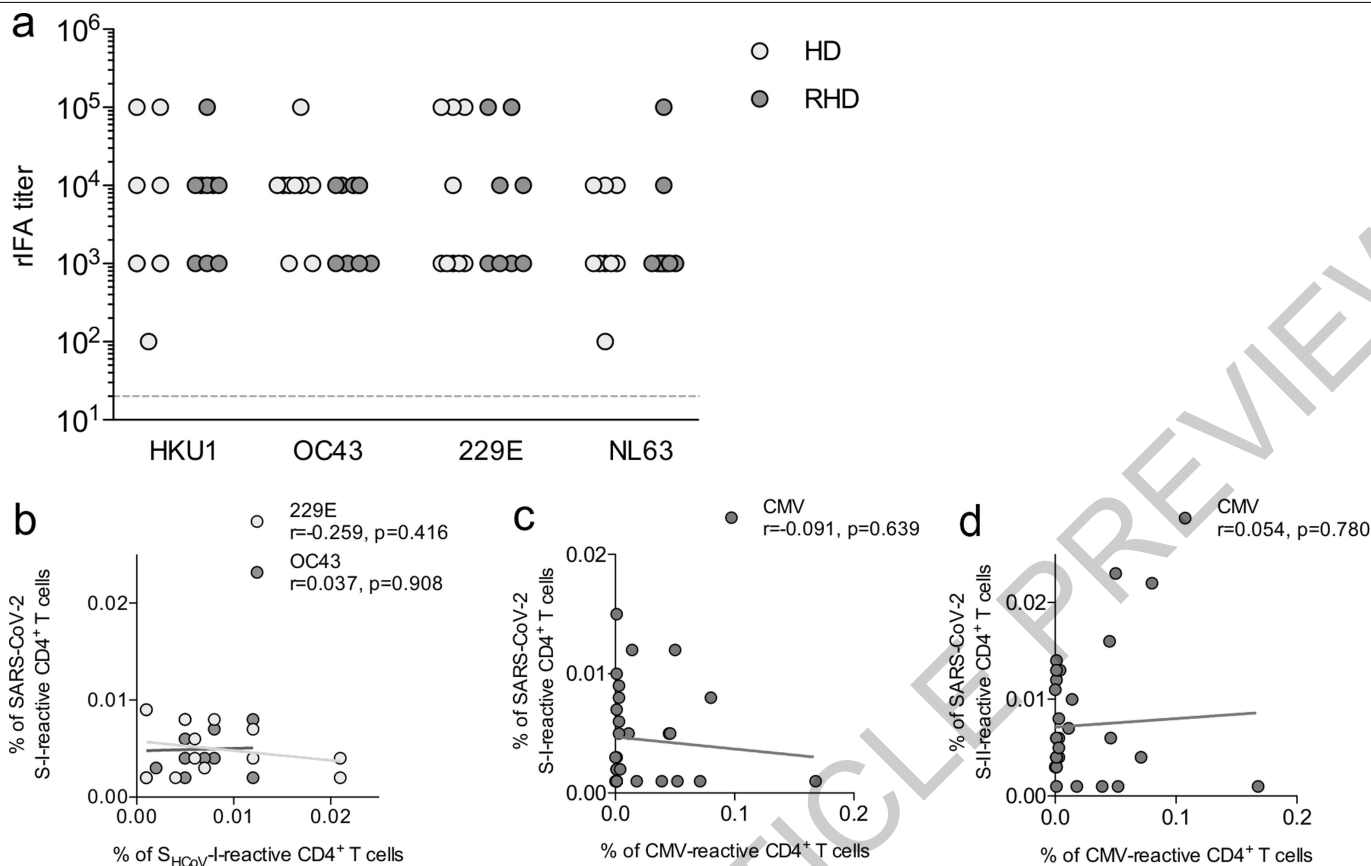 a
10⁶
10⁵
10⁴
10³
10²
10¹
rIFA titer
HKU1 OC43 229E NL63
HD
RHD
b
229E
r=-0.259, p=0.416
OC43
r=0.037, p=0.908
% of SARS-CoV-2
S-I-reactive CD4⁺ T cells
0.02
0.01
0.00
0.00 0.01 0.02
% of S_HCoV-I-reactive CD4⁺ T cells
c
CMV
r=-0.091, p=0.639
% of SARS-CoV-2
S-I-reactive CD4⁺ T cells
0.02
0.01
0.00
0.0 0.1 0.2
% of CMV-reactive CD4⁺ T cells
d
CMV
r=0.054, p=0.780
% of SARS-CoV-2
S-II-reactive CD4⁺ T cells
0.02
0.01
0.00
0.0 0.1 0.2
% of CMV-reactive CD4⁺ T cells
TICLE PREVIEW